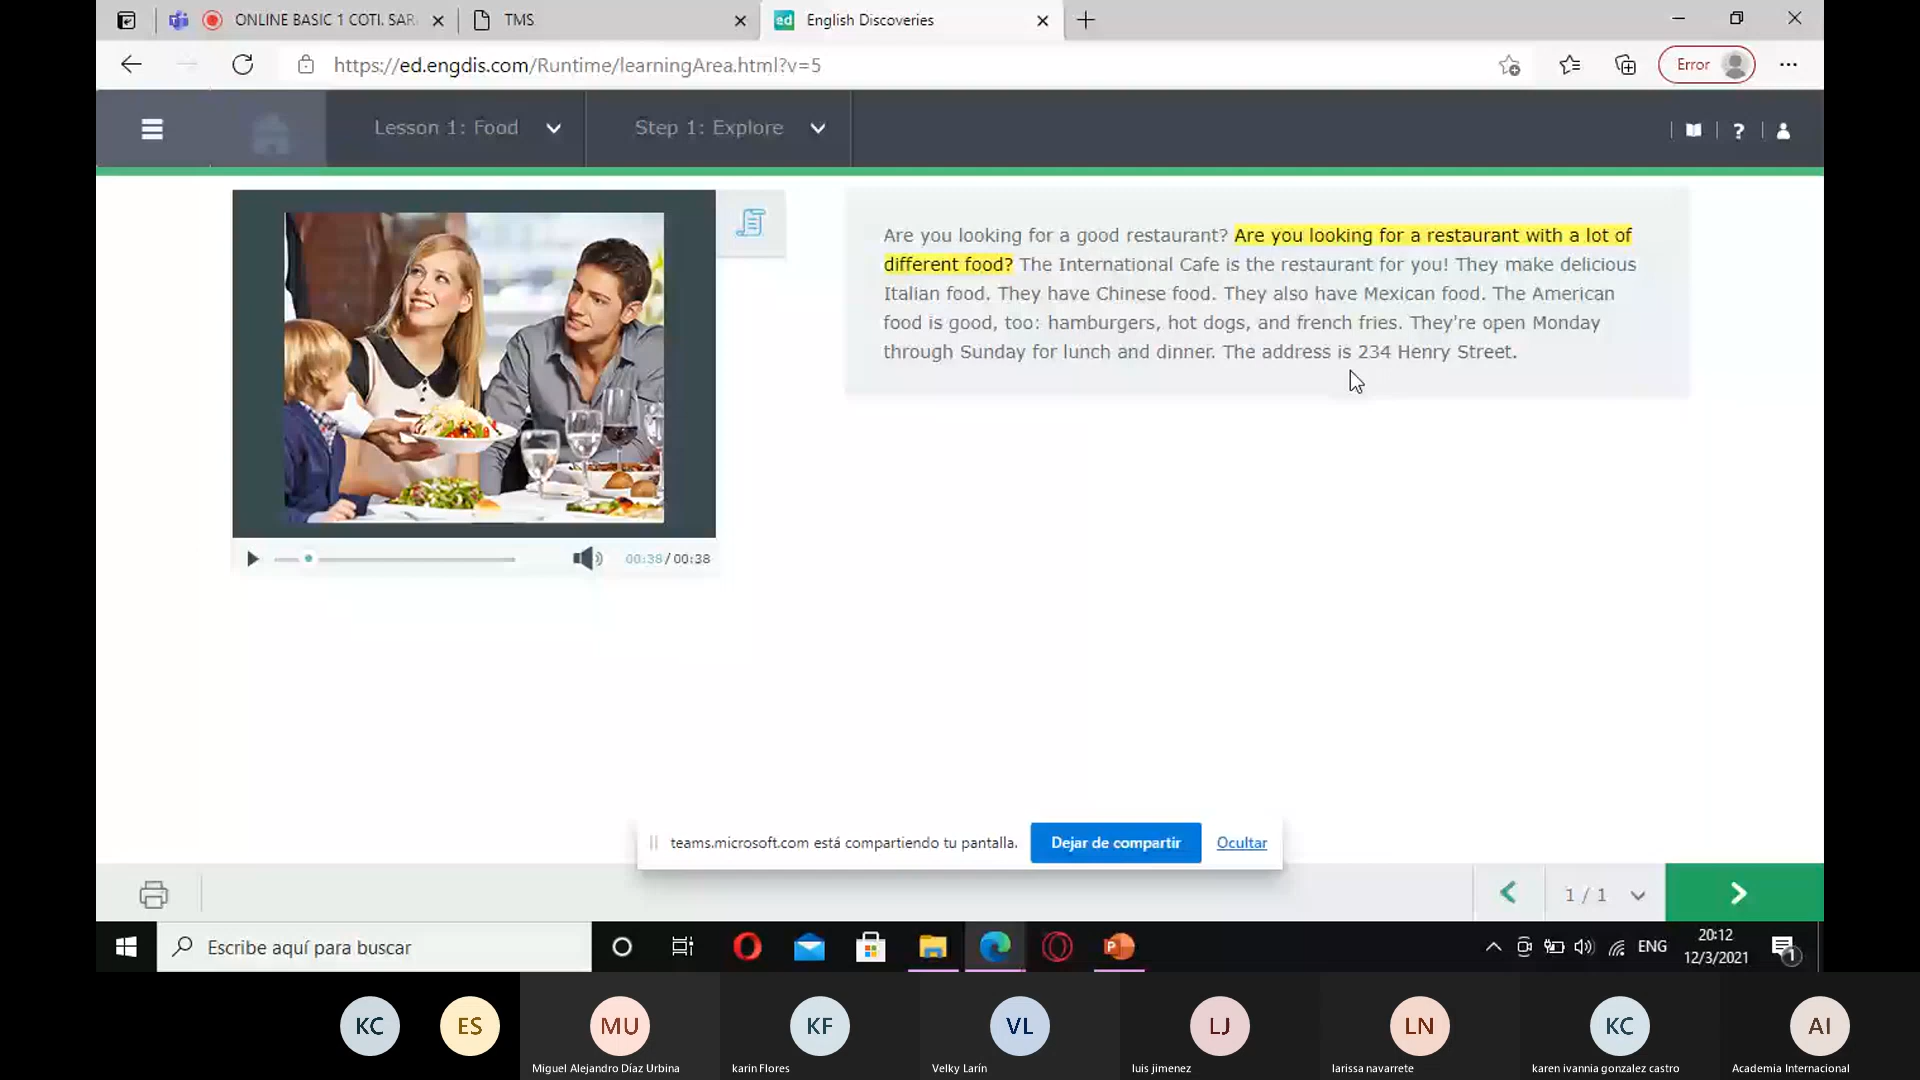 ONLINE BASIC 1 COTI. SAR
TMS
English Discoveries
https://ed.engdis.com/Runtime/learningArea.html?v=5
Error
Lesson 1: Food
Step 1: Explore
?
Are you looking for a good restaurant? Are you looking for a restaurant with a lot of
different food? The International Cafe is the restaurant for you! They make delicious
Italian food. They have Chinese food. They also have Mexican food. The American
food is good, too: hamburgers, hot dogs, and french fries. They're open Monday
through Sunday for lunch and dinner. The address is 234 Henry Street.
00:38/00:38
teams.microsoft.com está compartiendo tu pantalla.
Dejar de compartir
Ocultar
1 / 1
Escribe aquí para buscar
ENG
20:12
12/3/2021
1
KC
ES
MU
KF
VL
LJ
LN
KC
AI
Miguel Alejandro Díaz Urbina
karin Flores
Velky Larín
luis jimenez
larissa navarrete
karen ivannia gonzalez castro
Academia Internacional